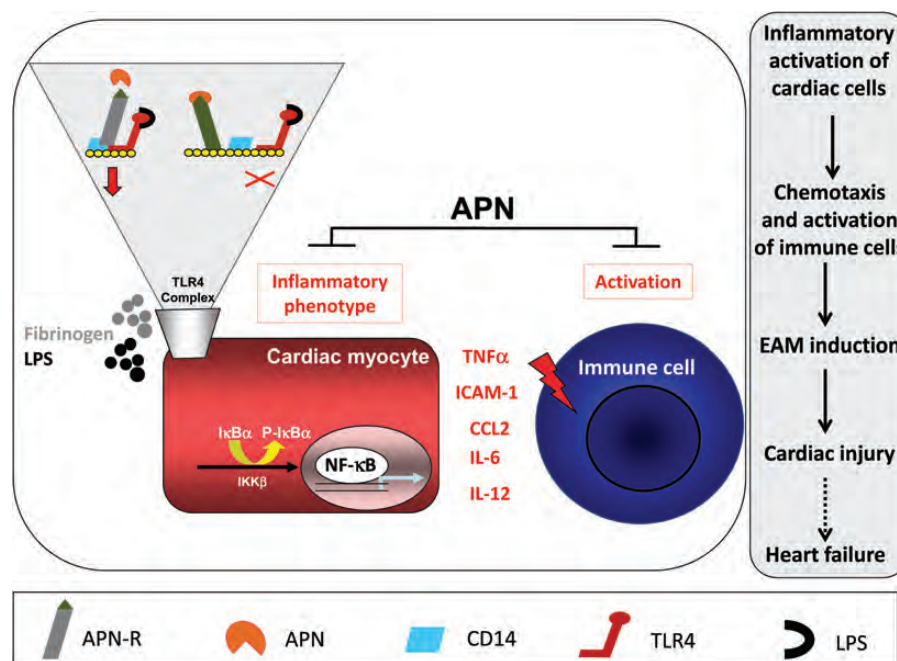 APN
TLR4
Complex
Inflammatory
phenotype
Activation
Fibrinogen
LPS
Cardiac myocyte
IκBα P-IκBα
IKKβ
NF-κB
TNFα
ICAM-1
CCL2
IL-6
IL-12
Immune cell
Inflammatory
activation of
cardiac cells
Chemotaxis
and activation
of immune cells
EAM induction
Cardiac injury
Heart failure
APN-R APN CD14 TLR4 LPS